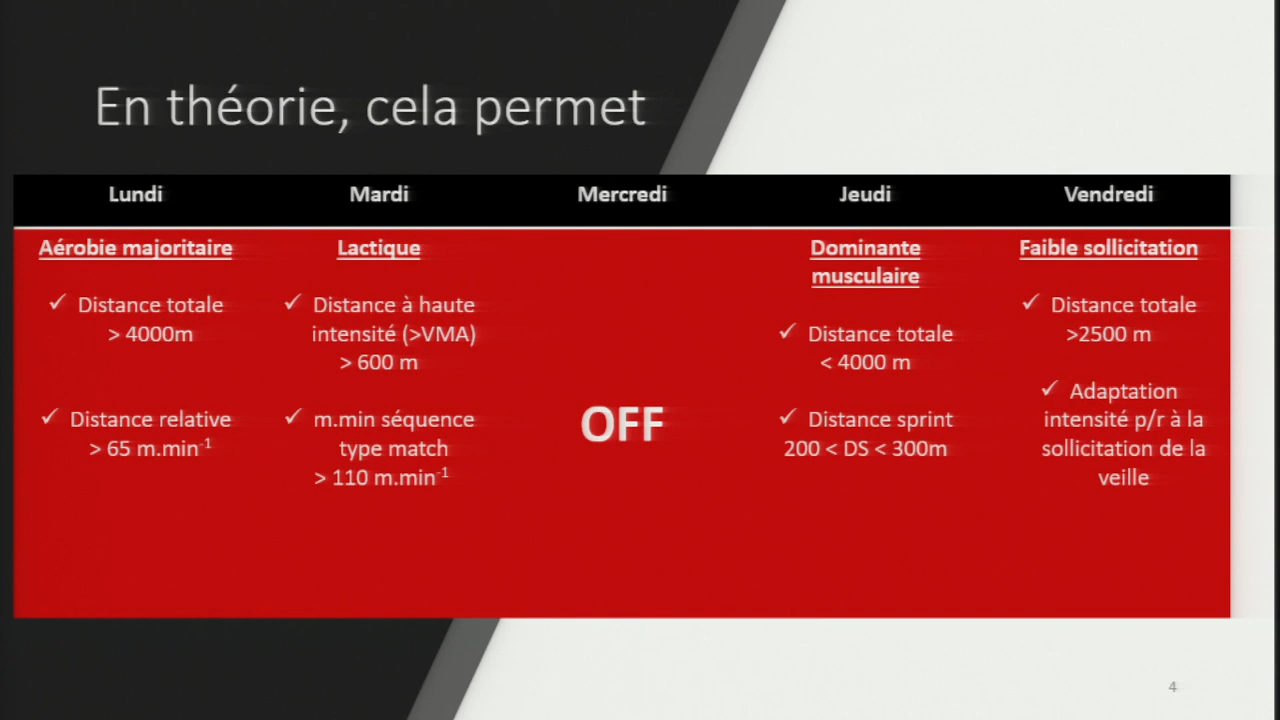 En théorie, cela permet
Lundi
Mardi
Mercredi
Jeudi
Vendredi
Aérobie majoritaire
✓ Distance totale
> 4000m
✓ Distance relative
> 65 m.min⁻¹
Lactique
✓ Distance à haute
intensité (>VMA)
> 600 m
✓ m.min séquence
type match
> 110 m.min⁻¹
OFF
Dominante
musculaire
✓ Distance totale
< 4000 m
✓ Distance sprint
200 < DS < 300m
Faible sollicitation
✓ Distance totale
>2500 m
✓ Adaptation
intensité p/r à la
sollicitation de la
veille
4